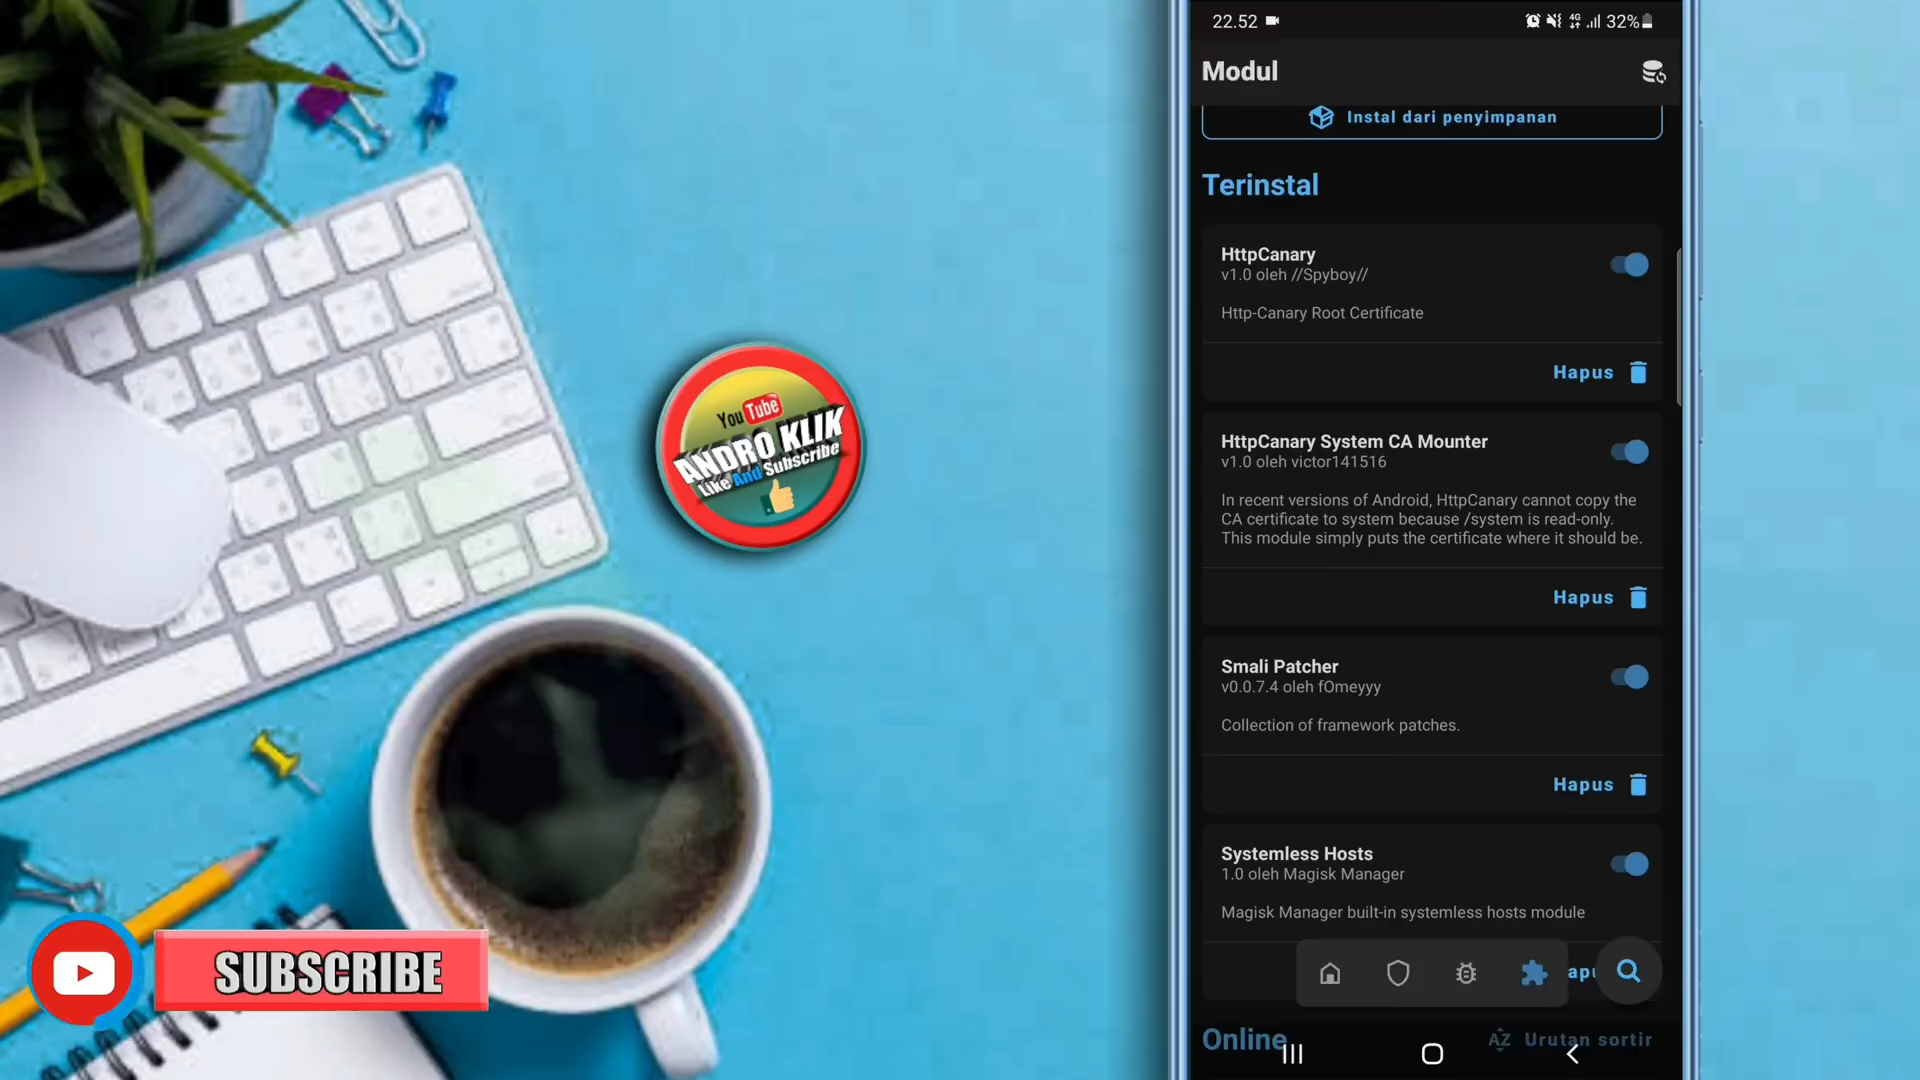 22.52
4G
32%
Modul
Instal dari penyimpanan
Terinstal
HttpCanary
v1.0 oleh //Spyboy//
Http-Canary Root Certificate
Hapus
HttpCanary System CA Mounter
v1.0 oleh victor141516
In recent versions of Android, HttpCanary cannot copy the
CA certificate to system because /system is read-only.
This module simply puts the certificate where it should be.
Hapus
Smali Patcher
v0.0.7.4 oleh fOmeyyy
Collection of framework patches.
Hapus
Systemless Hosts
1.0 oleh Magisk Manager
Magisk Manager built-in systemless hosts module
apu
Online
AZ Urutan sortir
YouTube
ANDRO KLIK
Like And Subscribe
SUBSCRIBE